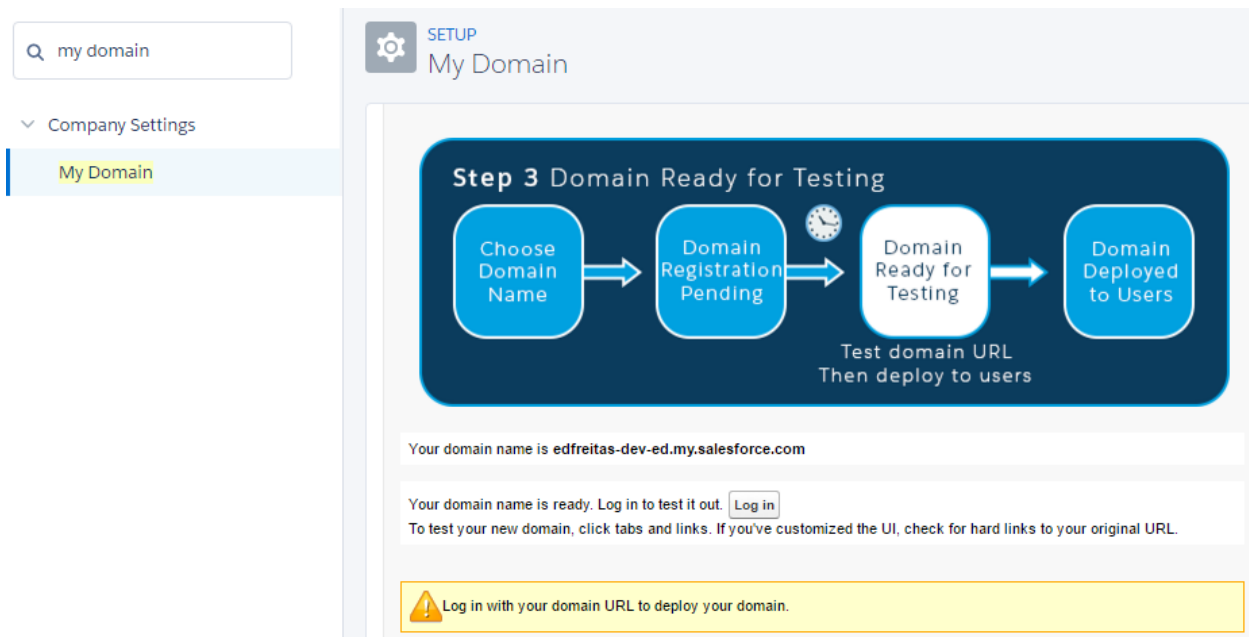 my domain
Company Settings
My Domain
SETUP
My Domain
Step 3 Domain Ready for Testing
Choose
Domain
Name
Domain
Registration
Pending
Domain
Ready for
Testing
Domain
Deployed
to Users
Test domain URL
Then deploy to users
Your domain name is edfreitas-dev-ed.my.salesforce.com
Your domain name is ready. Log in to test it out. Log in
To test your new domain, click tabs and links. If you've customized the UI, check for hard links to your original URL.
Log in with your domain URL to deploy your domain.